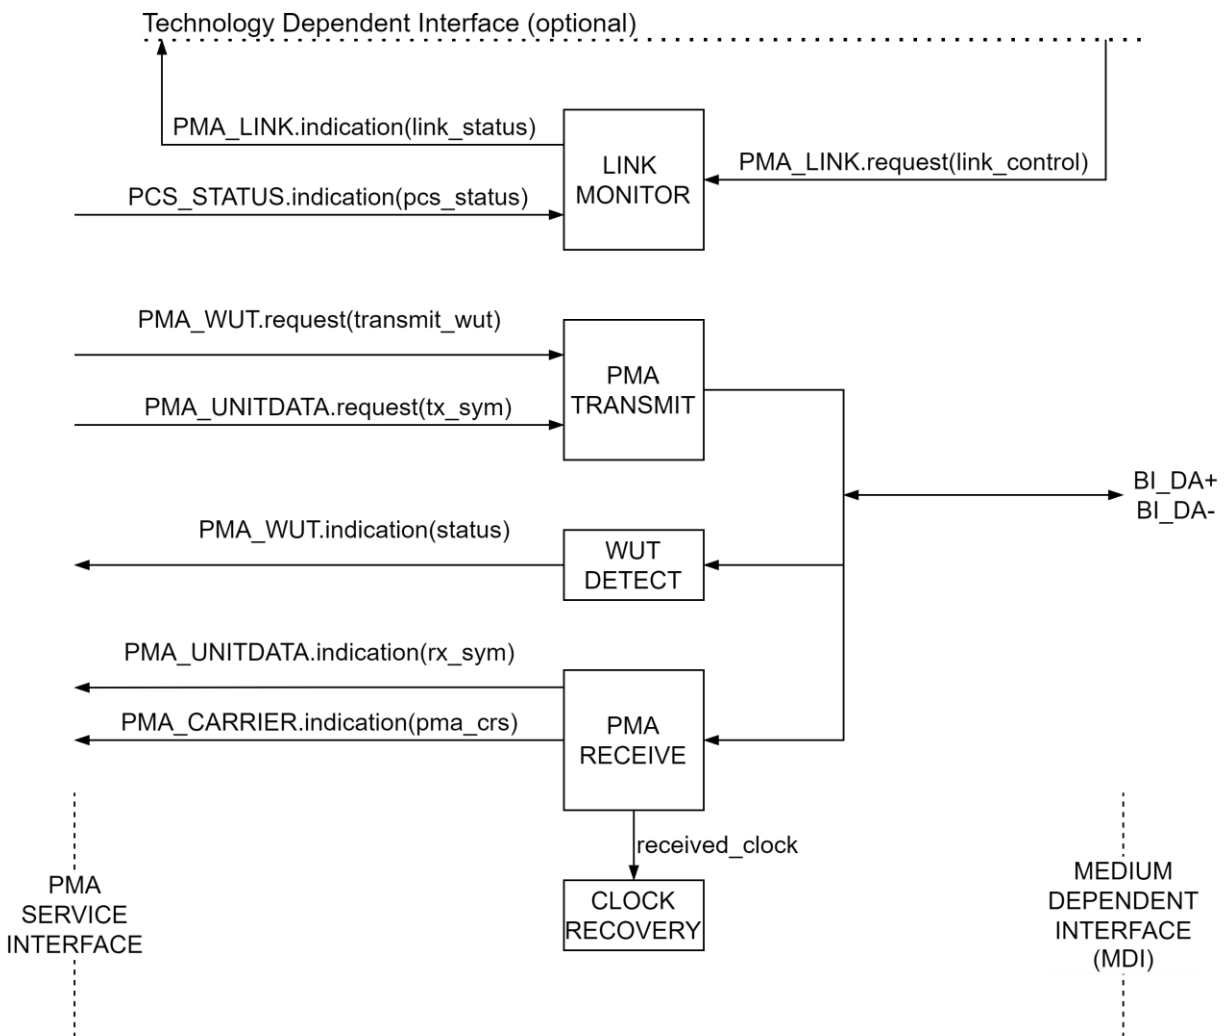 Technology Dependent Interface (optional)
PMA_LINK.indication(link_status)
LINK
MONITOR
PMA_LINK.request(link_control)
PCS_STATUS.indication(pcs_status)
PMA_WUT.request(transmit_wut)
PMA
TRANSMIT
PMA_UNITDATA.request(tx_sym)
BI_DA+
BI_DA-
PMA_WUT.indication(status)
WUT
DETECT
PMA_UNITDATA.indication(rx_sym)
PMA_CARRIER.indication(pma_crs)
PMA
RECEIVE
received_clock
CLOCK
RECOVERY
PMA
SERVICE
INTERFACE
MEDIUM
DEPENDENT
INTERFACE
(MDI)